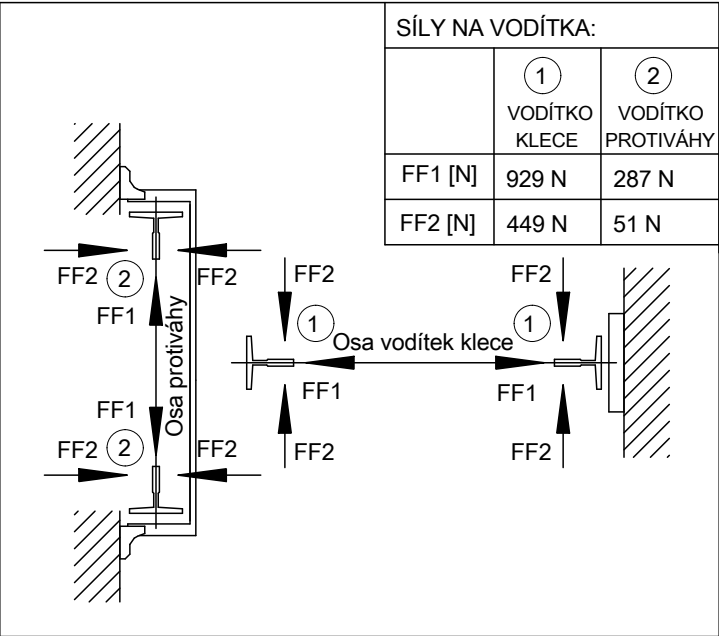 SÍLY NA VODÍTKA:
1 2
VODÍTKO KLECE VODÍTKO PROTIVÁHY
FF1 [N] 929 N 287 N
FF2 [N] 449 N 51 N
FF2 2 FF2
FF1
Osa protiváhy
FF1
FF2 2 FF2
FF2 FF2
1 1
Osa vodítek klece
FF1 FF1
FF2 FF2